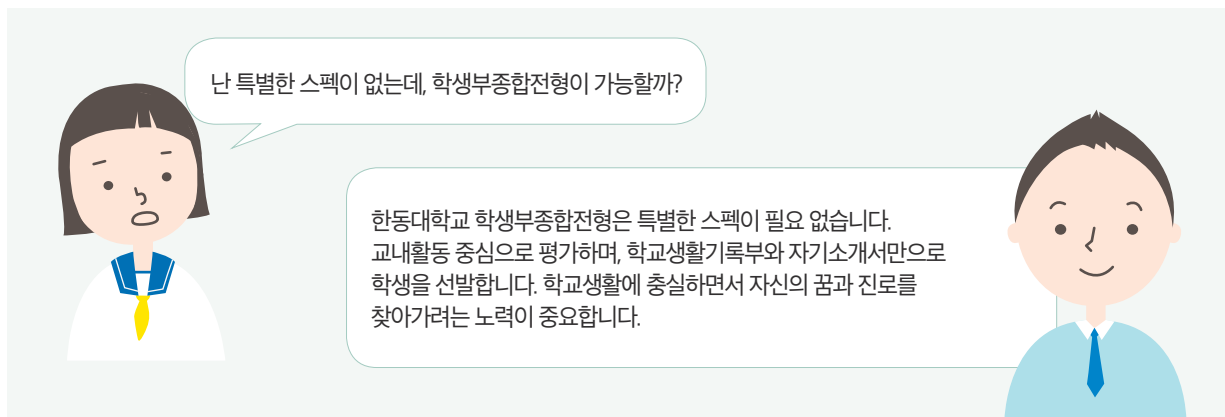 난 특별한 스펙이 없는데, 학생부종합전형이 가능할까?
한동대학교 학생부종합전형은 특별한 스펙이 필요 없습니다.
교내활동 중심으로 평가하며, 학교생활기록부와 자기소개서만으로
학생을 선발합니다. 학교생활에 충실하면서 자신의 꿈과 진로를
찾아가려는 노력이 중요합니다.